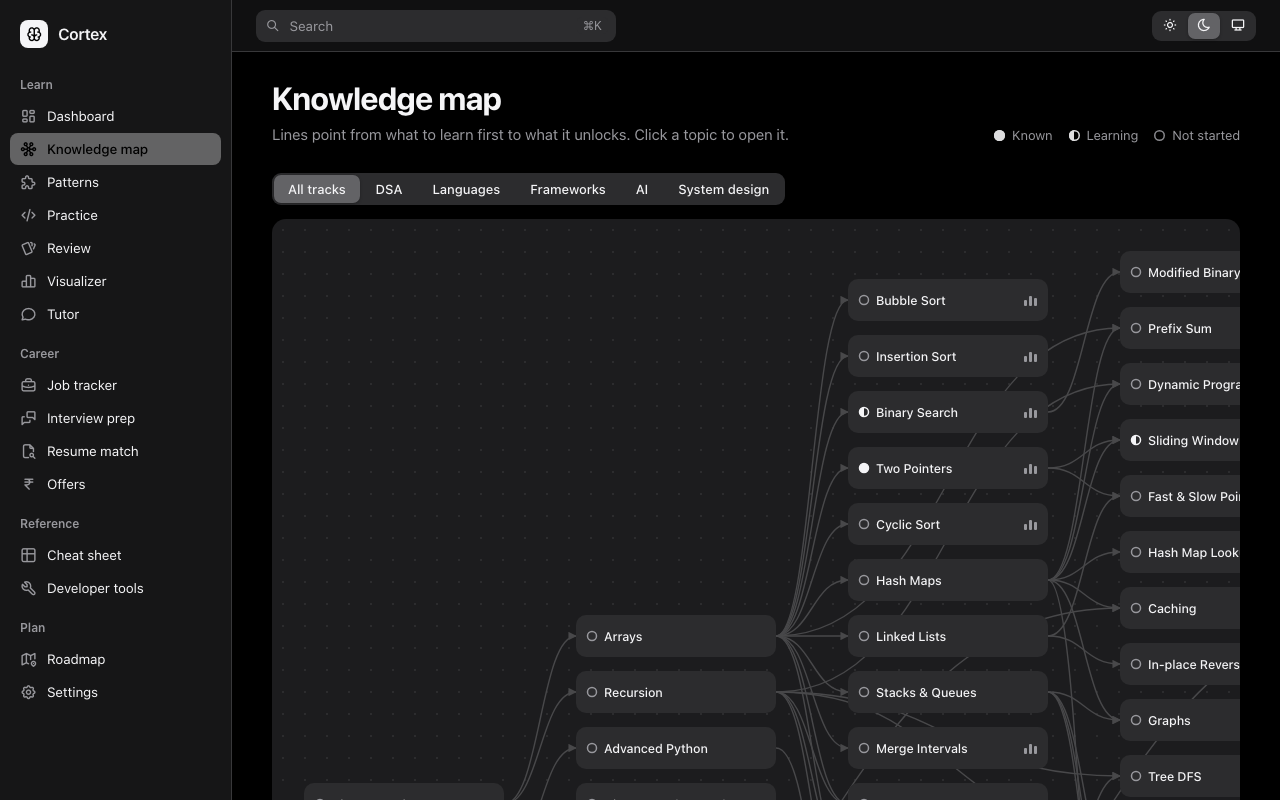 Cortex
Search
⌘K
Learn
Dashboard
Knowledge map
Patterns
Practice
Review
Visualizer
Tutor
Career
Job tracker
Interview prep
Resume match
Offers
Reference
Cheat sheet
Developer tools
Plan
Roadmap
Settings
Knowledge map
Lines point from what to learn first to what it unlocks. Click a topic to open it.
Known
Learning
Not started
All tracks
DSA
Languages
Frameworks
AI
System design
Arrays
Recursion
Advanced Python
Bubble Sort
Insertion Sort
Binary Search
Two Pointers
Cyclic Sort
Hash Maps
Linked Lists
Stacks & Queues
Merge Intervals
Modified Binary
Prefix Sum
Dynamic Progra
Sliding Window
Fast & Slow Poi
Hash Map Look
Caching
In-place Revers
Graphs
Tree DFS